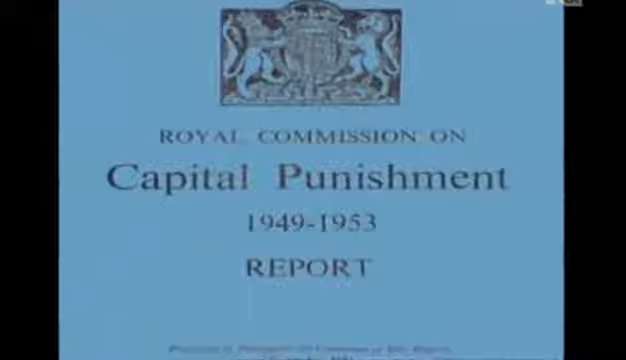 ROYAL COMMISSION ON
Capital Punishment
1949-1953
REPORT